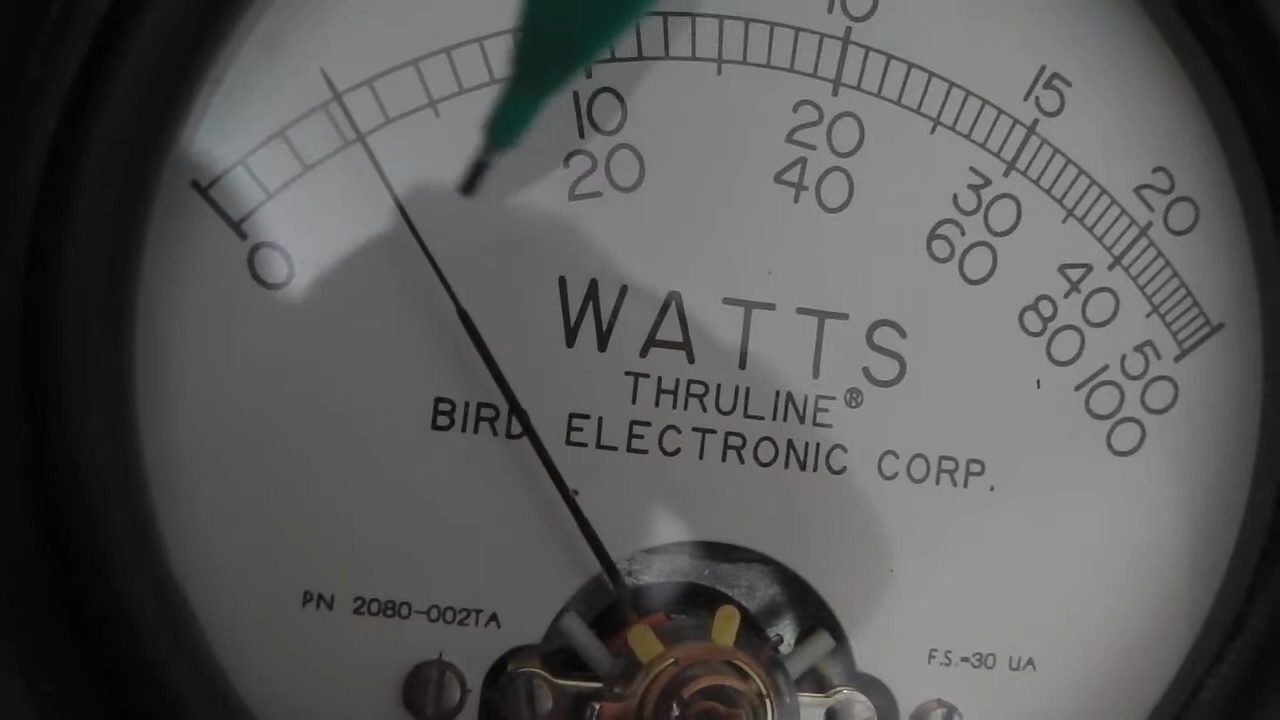 10 15 20
0 10 20 30 40 50
20 40 60 80 100
WATTS
THRULINE®
BIRD ELECTRONIC CORP.
PN 2080-002TA
F.S.=30 UA